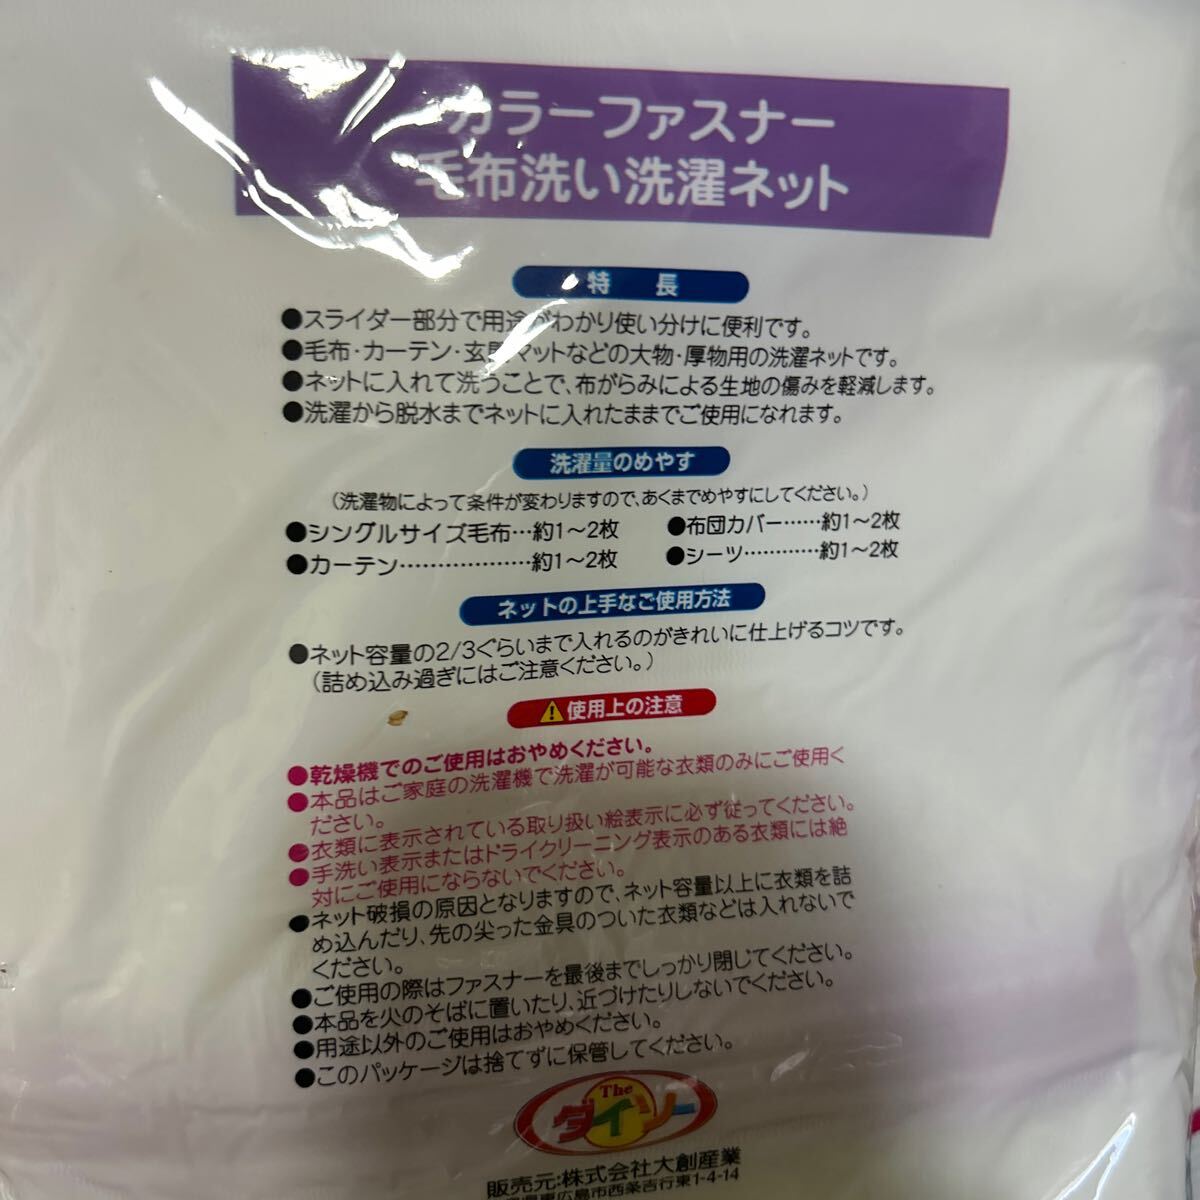 カラーファスナー
毛布洗い洗濯ネット
特長
●スライダー部分で用途がわかり使い分けに便利です。
●毛布・カーテン・玄関マットなどの大物・厚物用の洗濯ネットです。
●ネットに入れて洗うことで、布がらみによる生地の傷みを軽減します。
●洗濯から脱水までネットに入れたままでご使用になれます。
洗濯量のめやす
(洗濯物によって条件が変わりますので、あくまでめやすにしてください。)
●シングルサイズ毛布…約1〜2枚 ●布団カバー……約1〜2枚
●カーテン………………約1〜2枚 ●シーツ…………約1〜2枚
ネットの上手なご使用方法
●ネット容量の2/3ぐらいまで入れるのがきれいに仕上げるコツです。
(詰め込み過ぎにはご注意ください。)
⚠使用上の注意
●乾燥機でのご使用はおやめください。
●本品はご家庭の洗濯機で洗濯が可能な衣類のみにご使用く
ださい。
●衣類に表示されている取り扱い絵表示に必ず従ってください。
●手洗い表示またはドライクリーニング表示のある衣類には絶
対にご使用にならないでください。
●ネット破損の原因となりますので、ネット容量以上に衣類を詰
め込んだり、先の尖った金具のついた衣類などは入れないで
ください。
●ご使用の際はファスナーを最後までしっかり閉じてください。
●本品を火のそばに置いたり、近づけたりしないでください。
●用途以外のご使用はおやめください。
●このパッケージは捨てずに保管してください。
The
ダイソー
販売元:株式会社大創産業
県東広島市西条吉行東1-4-14